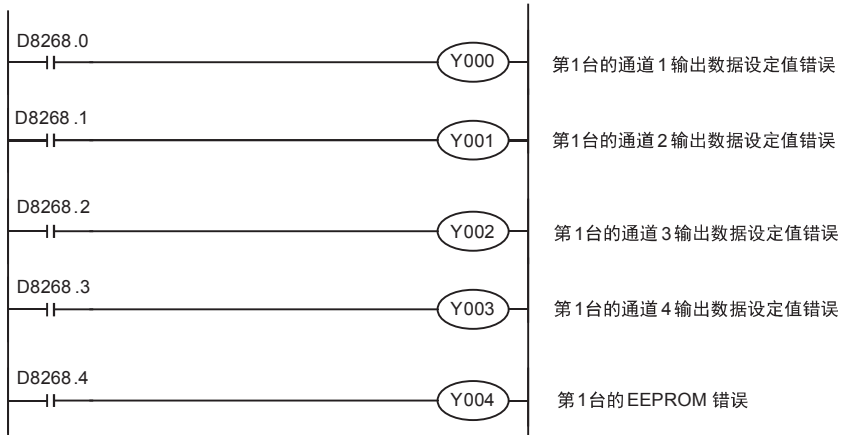 D8268.0
Y000 第1台的通道1输出数据设定值错误
D8268.1
Y001 第1台的通道2输出数据设定值错误
D8268.2
Y002 第1台的通道3输出数据设定值错误
D8268.3
Y003 第1台的通道4输出数据设定值错误
D8268.4
Y004 第1台的EEPROM 错误